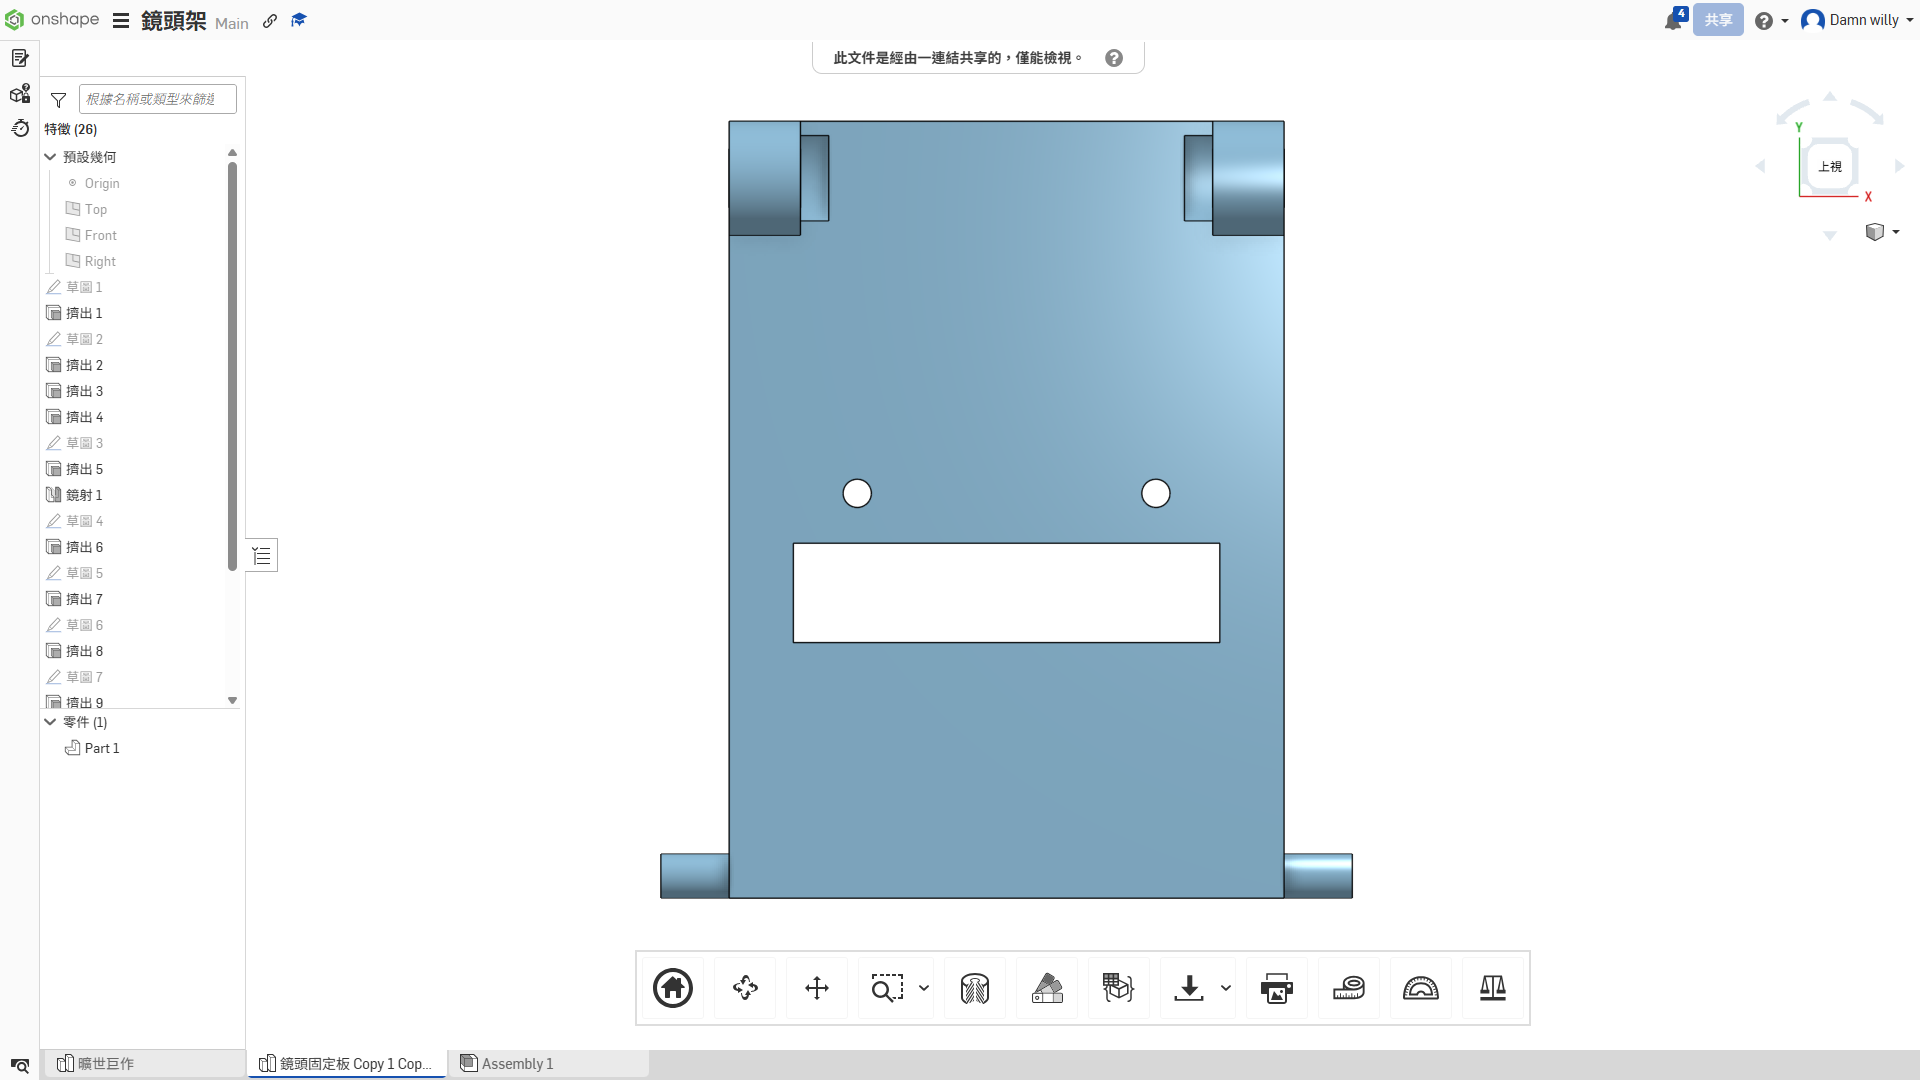 onshape 鏡頭架 Main
4
共享
Damn willy
此文件是經由一連結共享的，僅能檢視。
根據名稱或類型來篩選
特徵 (26)
預設幾何
Origin
Top
Front
Right
草圖 1
擠出 1
草圖 2
擠出 2
擠出 3
擠出 4
草圖 3
擠出 5
鏡射 1
草圖 4
擠出 6
草圖 5
擠出 7
草圖 6
擠出 8
草圖 7
擠出 9
零件 (1)
Part 1
Y
上視
X
曠世巨作
鏡頭固定板 Copy 1 Cop...
Assembly 1